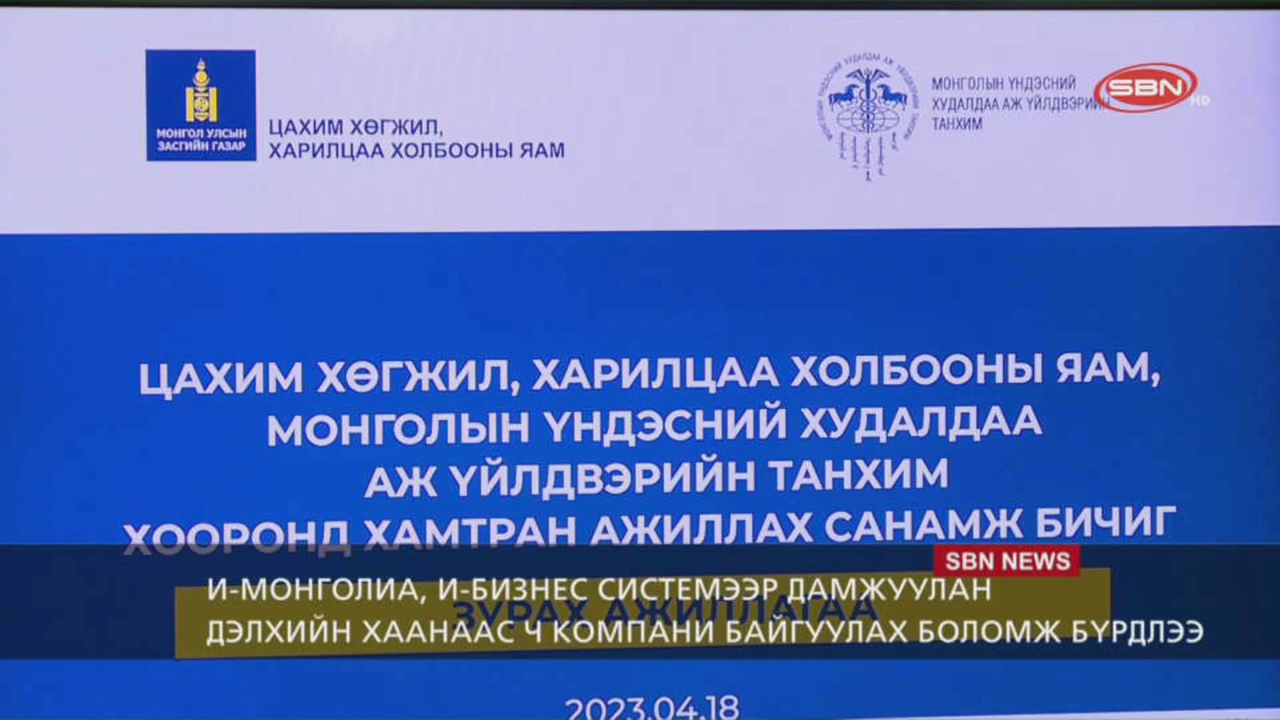 МОНГОЛ УЛСЫН
ЗАСГИЙН ГАЗАР
ЦАХИМ ХӨГЖИЛ,
ХАРИЛЦАА ХОЛБООНЫ ЯАМ
МОНГОЛЫН ҮНДЭСНИЙ
ХУДАЛДАА АЖ ҮЙЛДВЭРИЙН
ТАНХИМ
SBN HD
ЦАХИМ ХӨГЖИЛ, ХАРИЛЦАА ХОЛБООНЫ ЯАМ,
МОНГОЛЫН ҮНДЭСНИЙ ХУДАЛДАА
АЖ ҮЙЛДВЭРИЙН ТАНХИМ
ХООРОНД ХАМТРАН АЖИЛЛАХ САНАМЖ БИЧИГ
ЗУРАХ АЖИЛЛАГАА
SBN NEWS
И-МОНГОЛИА, И-БИЗНЕС СИСТЕМЭЭР ДАМЖУУЛАН
ДЭЛХИЙН ХААНААС Ч КОМПАНИ БАЙГУУЛАХ БОЛОМЖ БҮРДЛЭЭ
2023.04.18